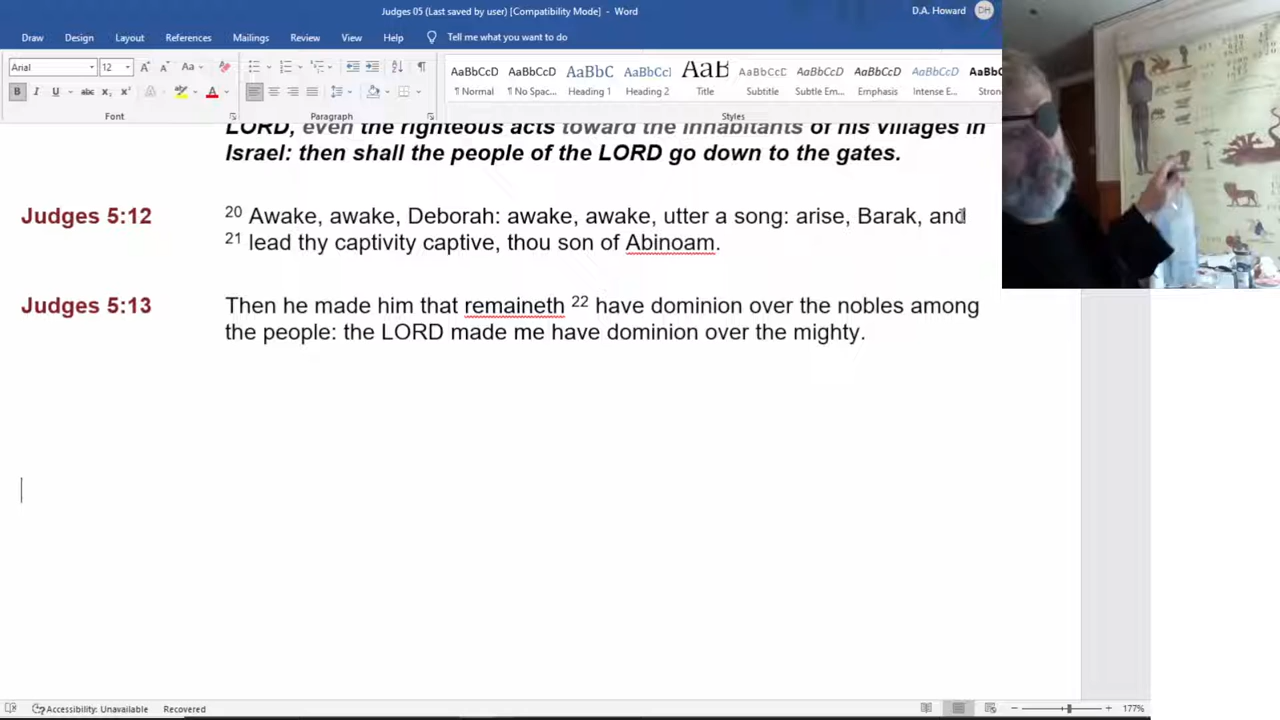 Judges 05 (Last saved by user) [Compatibility Mode] - Word
D.A. Howard DH
Draw Design Layout References Mailings Review View Help Tell me what you want to do
Arial 12 Aa
AaBbCcD AaBbCcD AaBbC AaBbCcD AaB AaBbCcD AaBbCcD AaBbCcD AaBbCcD AaBbC
¶ Normal ¶ No Spac... Heading 1 Heading 2 Title Subtitle Subtle Em... Emphasis Intense E... Stron
Font Paragraph Styles
LORD, even the righteous acts toward the inhabitants of his villages in
Israel: then shall the people of the LORD go down to the gates.
Judges 5:12 20 Awake, awake, Deborah: awake, awake, utter a song: arise, Barak, and
21 lead thy captivity captive, thou son of Abinoam.
Judges 5:13 Then he made him that remaineth 22 have dominion over the nobles among
the people: the LORD made me have dominion over the mighty.
Accessibility: Unavailable Recovered 177%